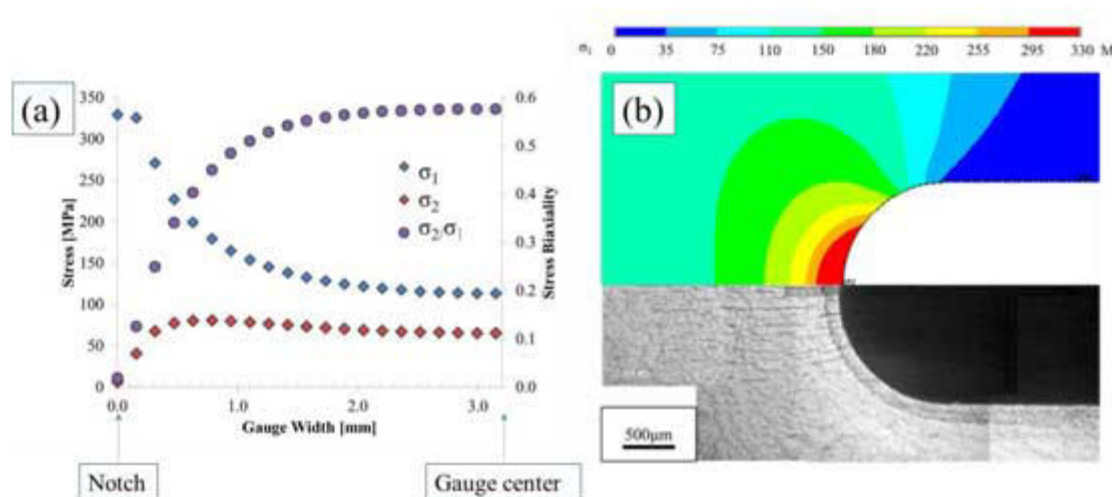 (a)
350
300
250
200
150
100
50
0
Stress [MPa]
0.6
0.5
0.4
0.3
0.2
0.1
0.0
Stress Biaxiality
σ1
σ2
σ2/σ1
0.0 1.0 2.0 3.0
Gauge Width [mm]
Notch
Gauge center
0 35 75 110 150 180 220 255 295 330 M
(b)
500μm